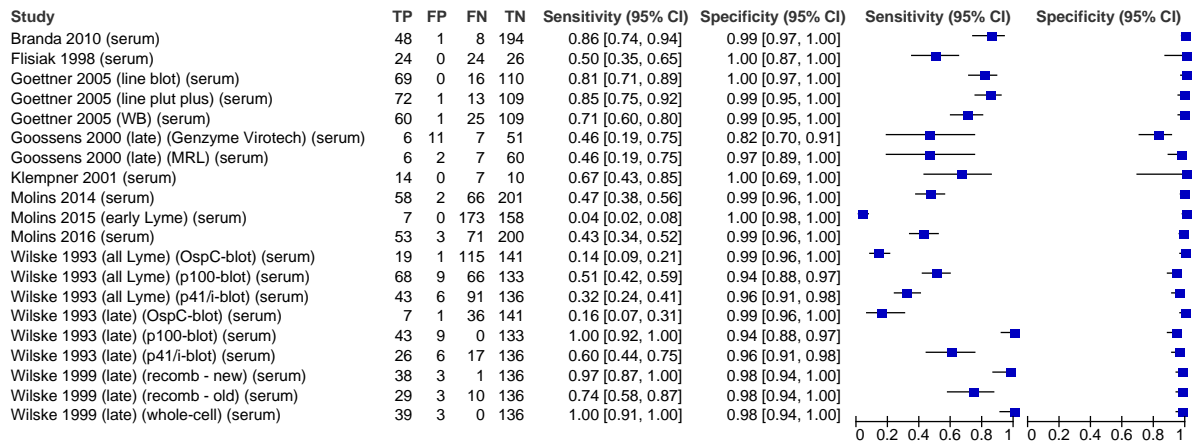 Study TP FP FN TN Sensitivity (95% CI) Specificity (95% CI) Sensitivity (95% CI) Specificity (95% CI)
Branda 2010 (serum) 48 1 8 194 0.86 [0.74, 0.94] 0.99 [0.97, 1.00]
Flisiak 1998 (serum) 24 0 24 26 0.50 [0.35, 0.65] 1.00 [0.87, 1.00]
Goettner 2005 (line blot) (serum) 69 0 16 110 0.81 [0.71, 0.89] 1.00 [0.97, 1.00]
Goettner 2005 (line plut plus) (serum) 72 1 13 109 0.85 [0.75, 0.92] 0.99 [0.95, 1.00]
Goettner 2005 (WB) (serum) 60 1 25 109 0.71 [0.60, 0.80] 0.99 [0.95, 1.00]
Goossens 2000 (late) (Genzyme Virotech) (serum) 6 11 7 51 0.46 [0.19, 0.75] 0.82 [0.70, 0.91]
Goossens 2000 (late) (MRL) (serum) 6 2 7 60 0.46 [0.19, 0.75] 0.97 [0.89, 1.00]
Klempner 2001 (serum) 14 0 7 10 0.67 [0.43, 0.85] 1.00 [0.69, 1.00]
Molins 2014 (serum) 58 2 66 201 0.47 [0.38, 0.56] 0.99 [0.96, 1.00]
Molins 2015 (early Lyme) (serum) 7 0 173 158 0.04 [0.02, 0.08] 1.00 [0.98, 1.00]
Molins 2016 (serum) 53 3 71 200 0.43 [0.34, 0.52] 0.99 [0.96, 1.00]
Wilske 1993 (all Lyme) (OspC-blot) (serum) 19 1 115 141 0.14 [0.09, 0.21] 0.99 [0.96, 1.00]
Wilske 1993 (all Lyme) (p100-blot) (serum) 68 9 66 133 0.51 [0.42, 0.59] 0.94 [0.88, 0.97]
Wilske 1993 (all Lyme) (p41/i-blot) (serum) 43 6 91 136 0.32 [0.24, 0.41] 0.96 [0.91, 0.98]
Wilske 1993 (late) (OspC-blot) (serum) 7 1 36 141 0.16 [0.07, 0.31] 0.99 [0.96, 1.00]
Wilske 1993 (late) (p100-blot) (serum) 43 9 0 133 1.00 [0.92, 1.00] 0.94 [0.88, 0.97]
Wilske 1993 (late) (p41/i-blot) (serum) 26 6 17 136 0.60 [0.44, 0.75] 0.96 [0.91, 0.98]
Wilske 1999 (late) (recomb - new) (serum) 38 3 1 136 0.97 [0.87, 1.00] 0.98 [0.94, 1.00]
Wilske 1999 (late) (recomb - old) (serum) 29 3 10 136 0.74 [0.58, 0.87] 0.98 [0.94, 1.00]
Wilske 1999 (late) (whole-cell) (serum) 39 3 0 136 1.00 [0.91, 1.00] 0.98 [0.94, 1.00]
0 0.2 0.4 0.6 0.8 1 0 0.2 0.4 0.6 0.8 1